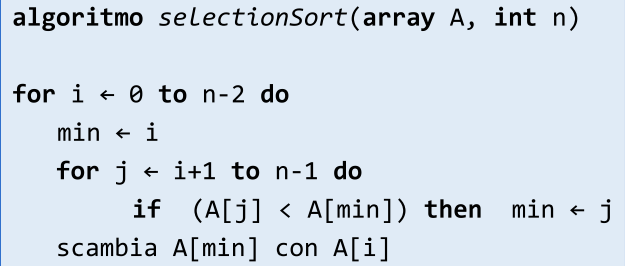 algoritmo selectionSort(array A, int n)
for i ← 0 to n-2 do
min ← i
for j ← i+1 to n-1 do
if (A[j] < A[min]) then min ← j
scambia A[min] con A[i]